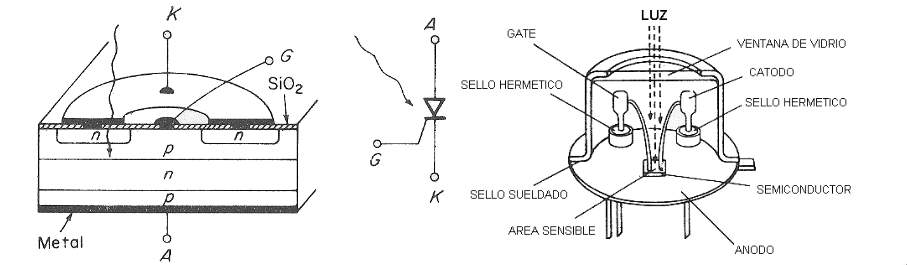 K
G
SiO₂
n
n
p
n
p
Metal
A
A
G
K
LUZ
GATE
VENTANA DE VIDRIO
CATODO
SELLO HERMETICO
SELLO HERMETICO
SELLO SUELDADO
SEMICONDUCTOR
AREA SENSIBLE
ANODO